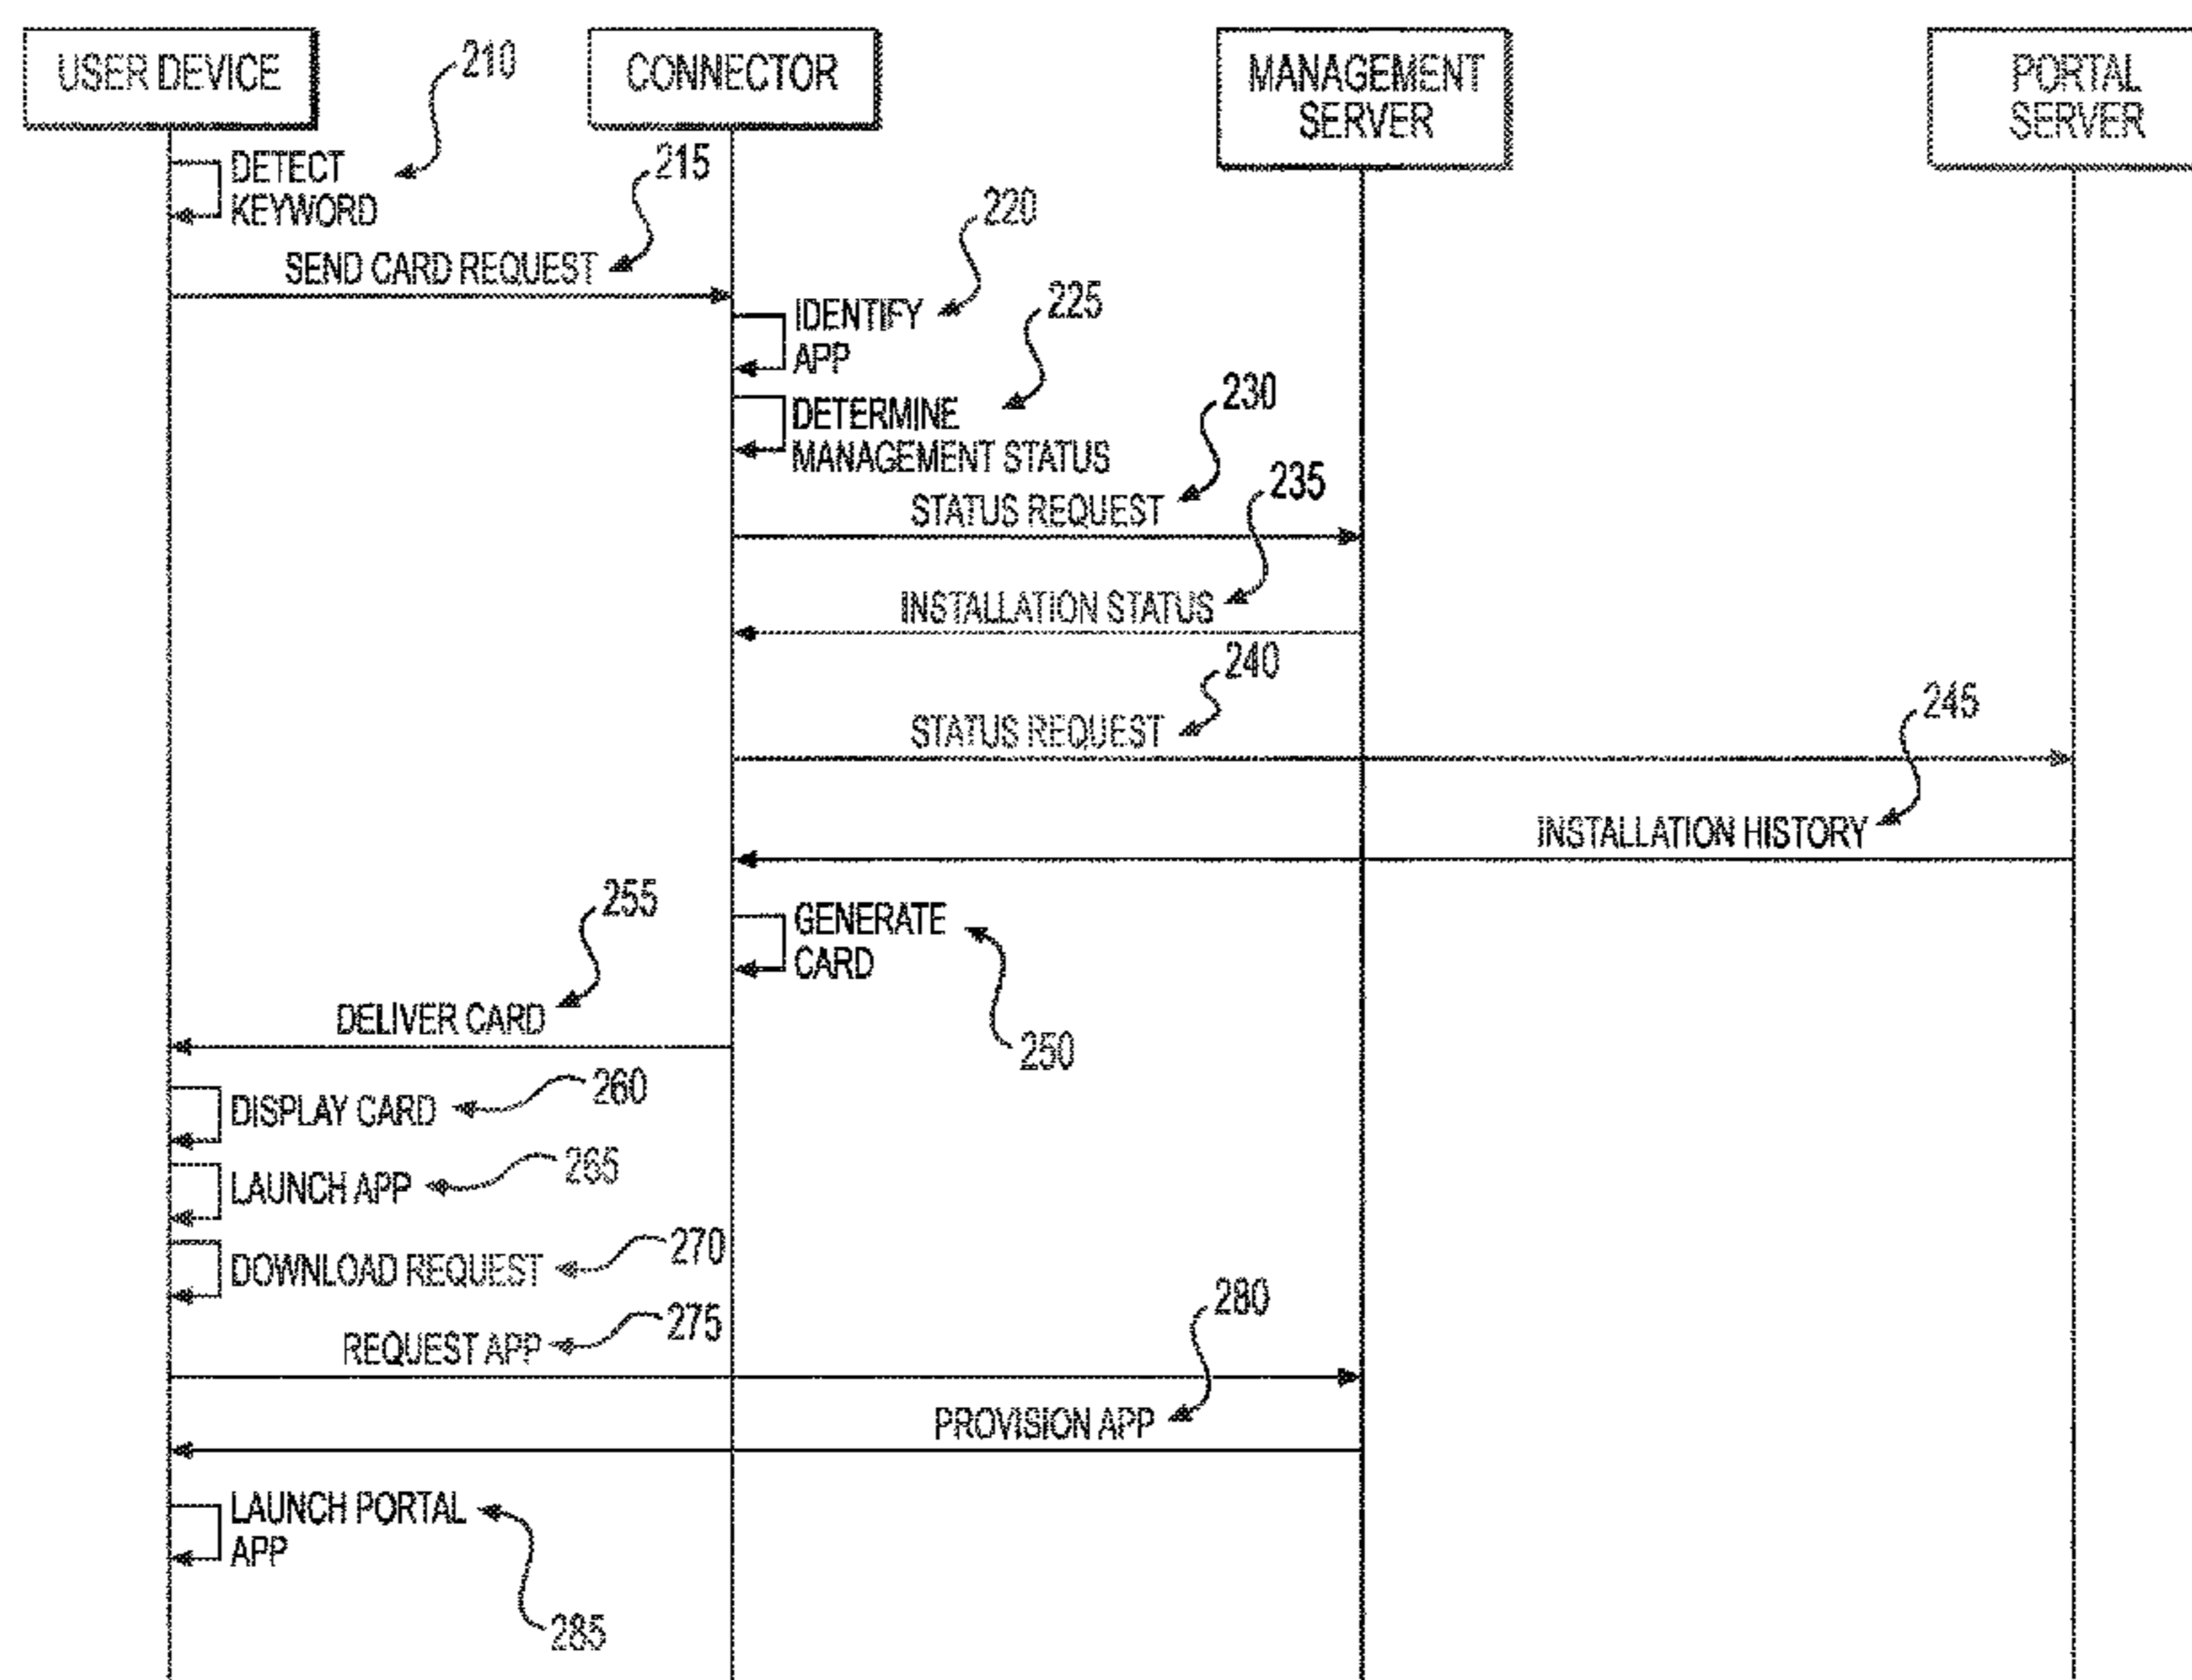 USER DEVICE
CONNECTOR
MANAGEMENT
SERVER
PORTAL
SERVER
210
DETECT
KEYWORD
215
SEND CARD REQUEST
220
IDENTIFY
APP
225
DETERMINE
MANAGEMENT STATUS
230
STATUS REQUEST
235
INSTALLATION STATUS
240
STATUS REQUEST
245
INSTALLATION HISTORY
GENERATE
CARD
250
255
DELIVER CARD
260
DISPLAY CARD
265
LAUNCH APP
270
DOWNLOAD REQUEST
275
REQUEST APP
280
PROVISION APP
LAUNCH PORTAL
APP
285